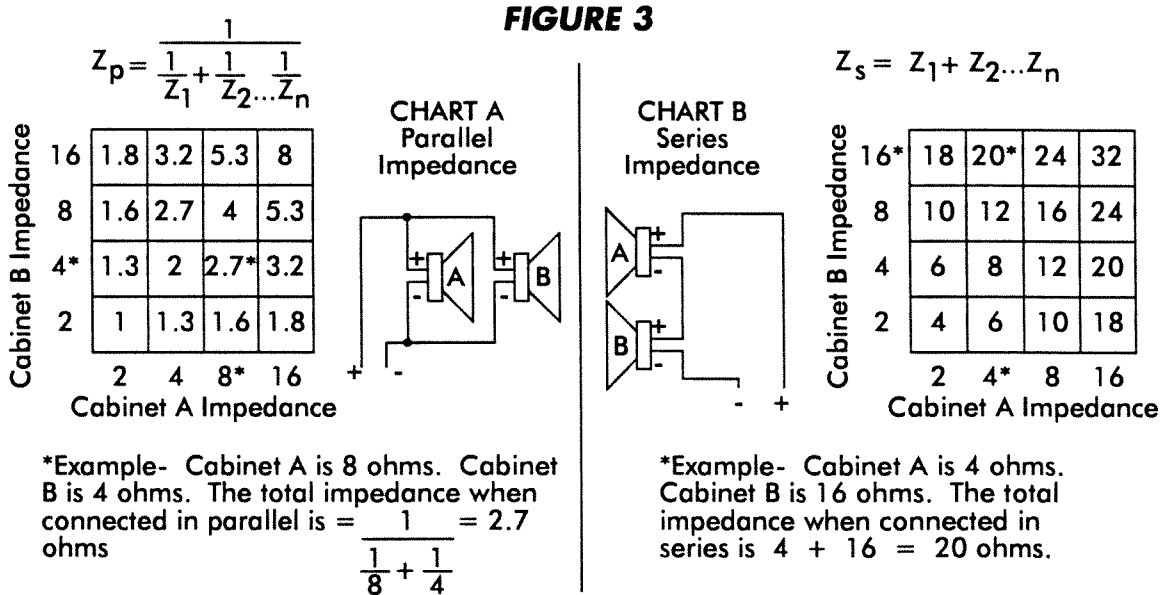 FIGURE 3
Zp = 1
1/Z1 + 1/Z2 ... 1/Zn
CHART A
Parallel
Impedance
Cabinet B Impedance
16 1.8 3.2 5.3 8
8 1.6 2.7 4 5.3
4* 1.3 2 2.7* 3.2
2 1 1.3 1.6 1.8
2 4 8* 16
Cabinet A Impedance
+ - A + - B
+ -
*Example- Cabinet A is 8 ohms. Cabinet
B is 4 ohms. The total impedance when
connected in parallel is = 1 = 2.7
ohms
1/8 + 1/4
Zs = Z1 + Z2...Zn
CHART B
Series
Impedance
A + -
B + -
- +
Cabinet B Impedance
16* 18 20* 24 32
8 10 12 16 24
4 6 8 12 20
2 4 6 10 18
2 4* 8 16
Cabinet A Impedance
*Example- Cabinet A is 4 ohms.
Cabinet B is 16 ohms. The total
impedance when connected in
series is 4 + 16 = 20 ohms.